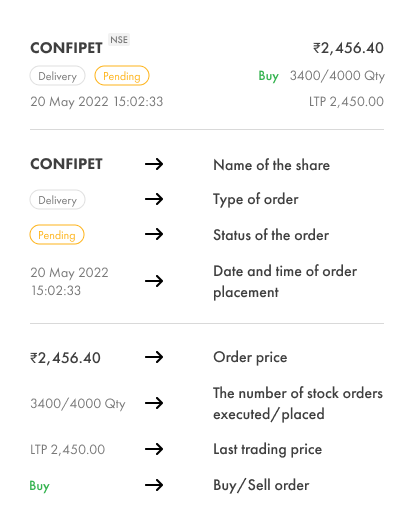 CONFIPET NSE ₹2,456.40
Delivery Pending Buy 3400/4000 Qty
20 May 2022 15:02:33 LTP 2,450.00
CONFIPET Name of the share
Delivery Type of order
Pending Status of the order
20 May 2022
15:02:33
Date and time of order
placement
₹2,456.40 Order price
3400/4000 Qty
The number of stock orders
executed/placed
LTP 2,450.00 Last trading price
Buy Buy/Sell order